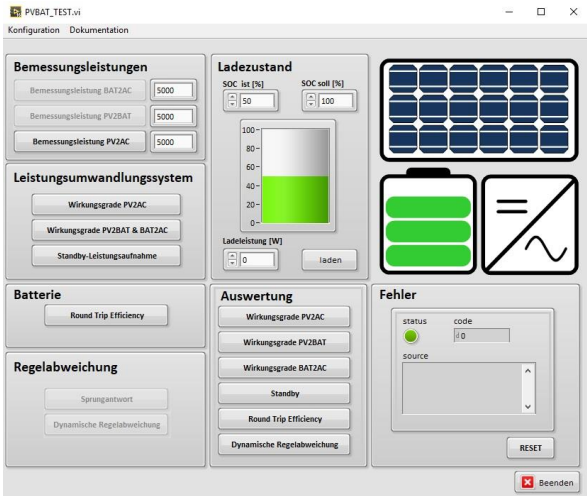 PVBAT_TEST.vi
Konfiguration Dokumentation
Bemessungsleistungen
Bemessungsleistung BAT2AC 5000
Bemessungsleistung PV2BAT 5000
Bemessungsleistung PV2AC 5000
Leistungsumwandlungssystem
Wirkungsgrade PV2AC
Wirkungsgrade PV2BAT & BAT2AC
Standby-Leistungsaufnahme
Batterie
Round Trip Efficiency
Regelabweichung
Sprungantwort
Dynamische Regelabweichung
Ladezustand
SOC ist [%] SOC soll [%]
50 100
100
80
60
40
20
0
Ladeleistung [W]
0 laden
Auswertung
Wirkungsgrade PV2AC
Wirkungsgrade PV2BAT
Wirkungsgrade BAT2AC
Standby
Round Trip Efficiency
Dynamische Regelabweichung
Fehler
status code
d 0
source
RESET
Beenden